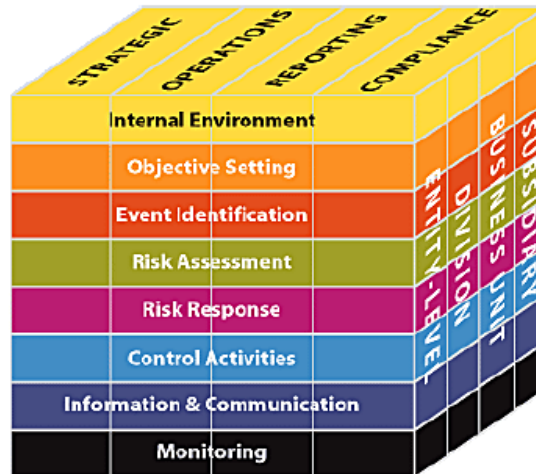 STRATEGIC
OPERATIONS
REPORTING
COMPLIANCE
Internal Environment
Objective Setting
Event Identification
Risk Assessment
Risk Response
Control Activities
Information & Communication
Monitoring
ENTITY-LEVEL
DIVISION
BUSINESS UNIT
SUBSIDIARY